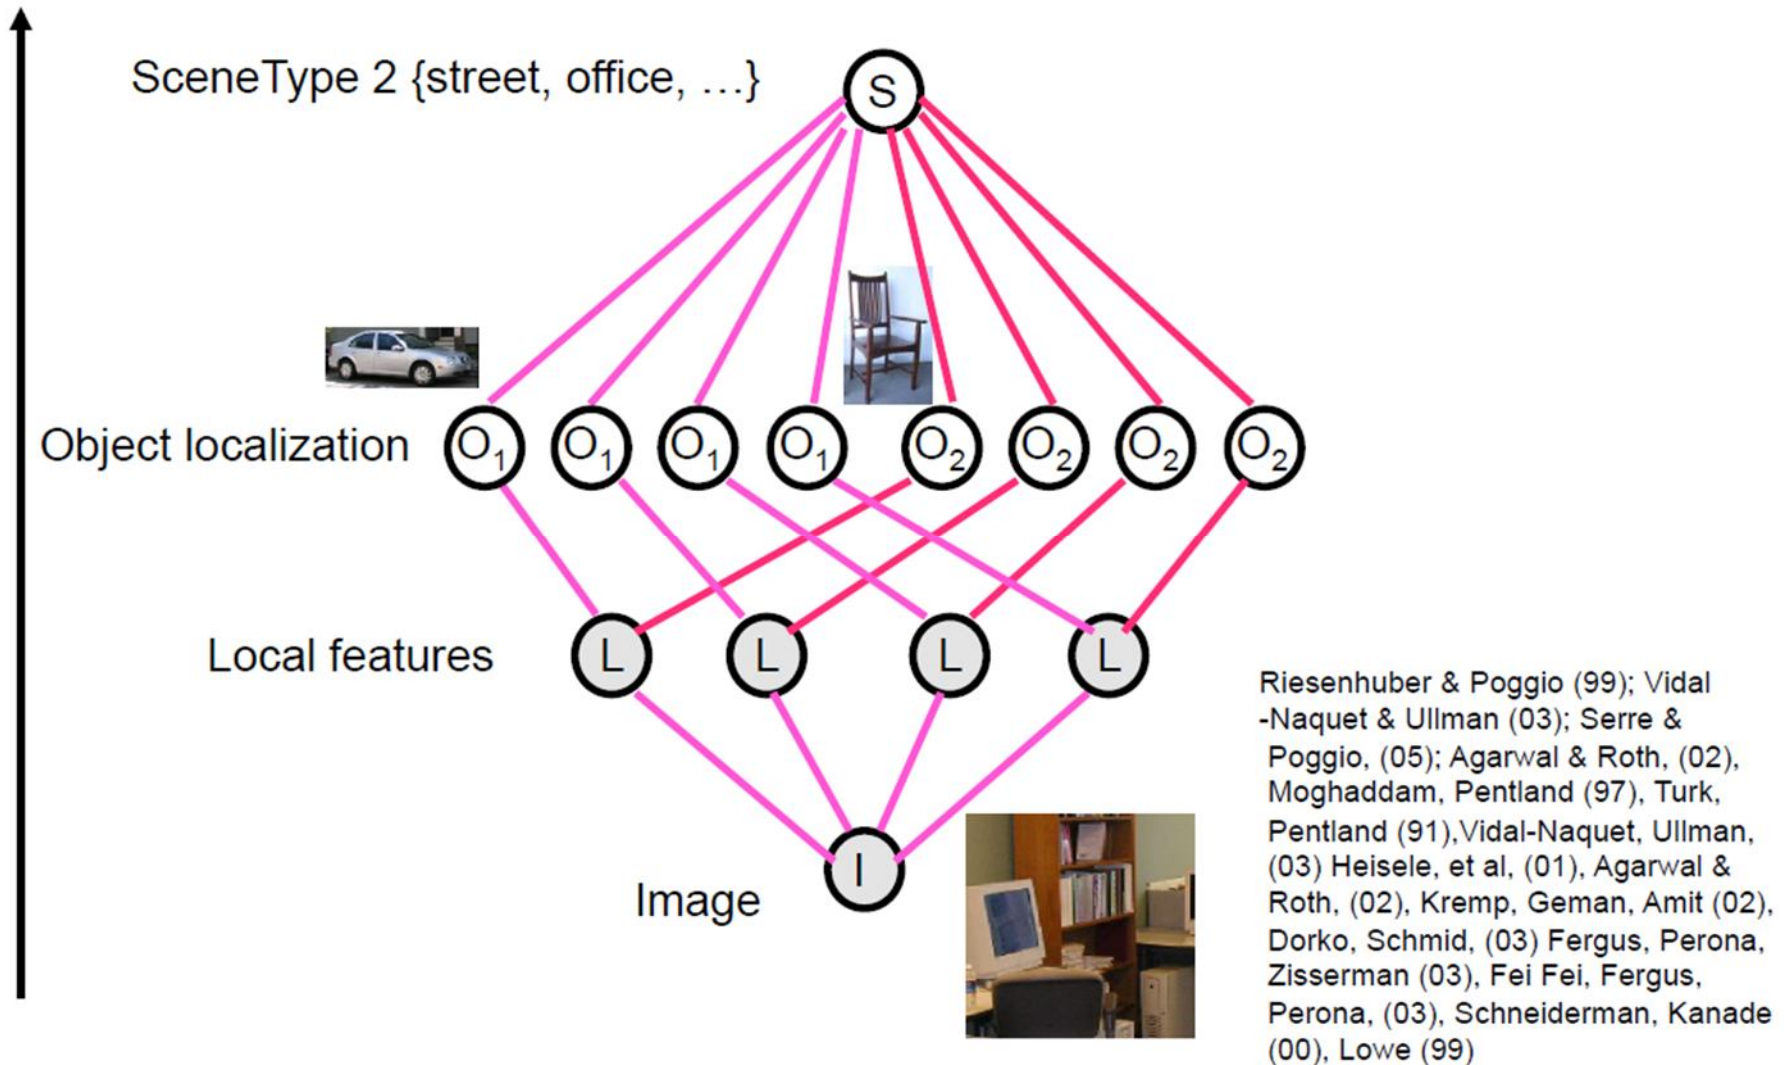 SceneType 2 {street, office, …}
S
Object localization
O1 O1 O1 O1 O2 O2 O2 O2
Local features
L L L L
I
Image
Riesenhuber & Poggio (99); Vidal
-Naquet & Ullman (03); Serre &
Poggio, (05); Agarwal & Roth, (02),
Moghaddam, Pentland (97), Turk,
Pentland (91),Vidal-Naquet, Ullman,
(03) Heisele, et al, (01), Agarwal &
Roth, (02), Kremp, Geman, Amit (02),
Dorko, Schmid, (03) Fergus, Perona,
Zisserman (03), Fei Fei, Fergus,
Perona, (03), Schneiderman, Kanade
(00), Lowe (99)